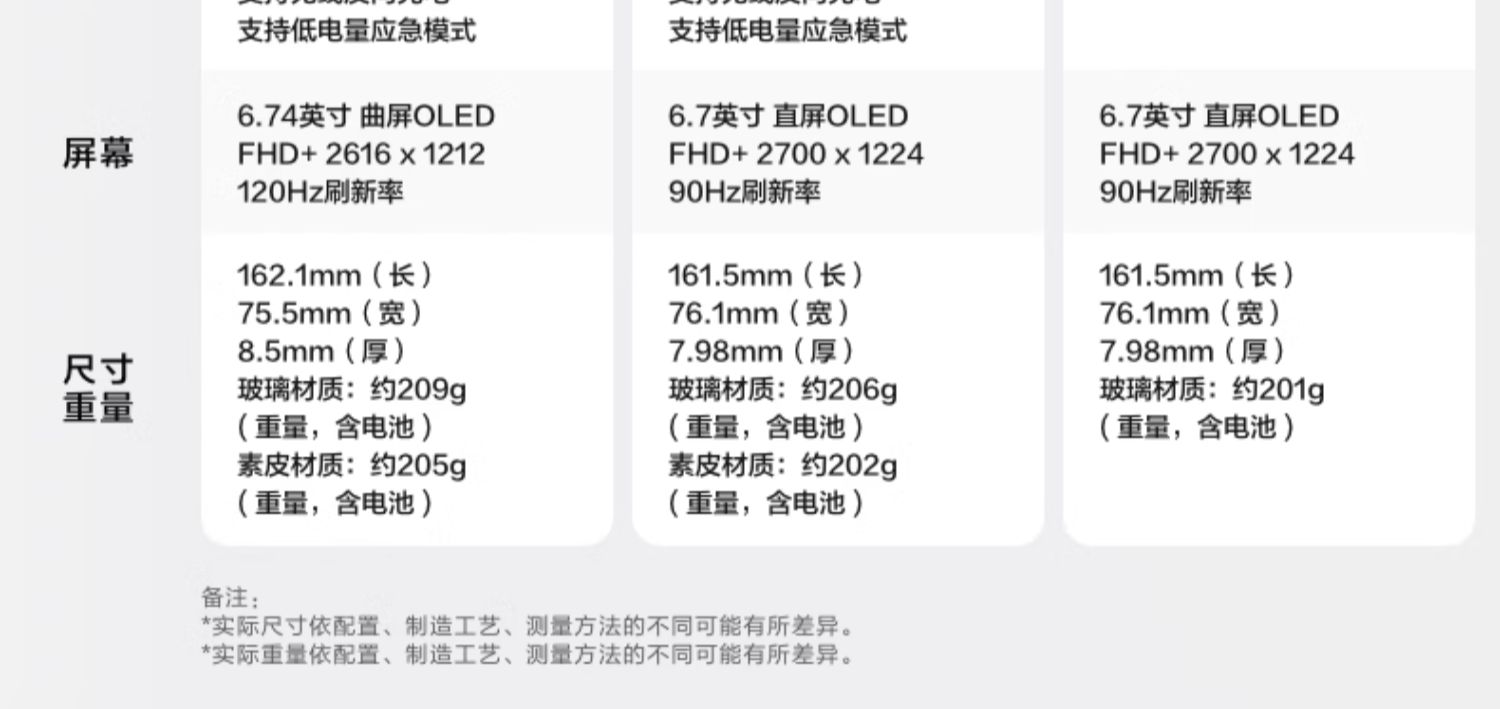 支持低电量应急模式
支持低电量应急模式
屏幕
6.74英寸 曲屏OLED
FHD+ 2616 x 1212
120Hz刷新率
6.7英寸 直屏OLED
FHD+ 2700 x 1224
90Hz刷新率
6.7英寸 直屏OLED
FHD+ 2700 x 1224
90Hz刷新率
尺寸
重量
162.1mm(长)
75.5mm(宽)
8.5mm(厚)
玻璃材质:约209g
(重量,含电池)
素皮材质:约205g
(重量,含电池)
161.5mm(长)
76.1mm(宽)
7.98mm(厚)
玻璃材质:约206g
(重量,含电池)
素皮材质:约202g
(重量,含电池)
161.5mm(长)
76.1mm(宽)
7.98mm(厚)
玻璃材质:约201g
(重量,含电池)
备注:
*实际尺寸依配置、制造工艺、测量方法的不同可能有所差异。
*实际重量依配置、制造工艺、测量方法的不同可能有所差异。